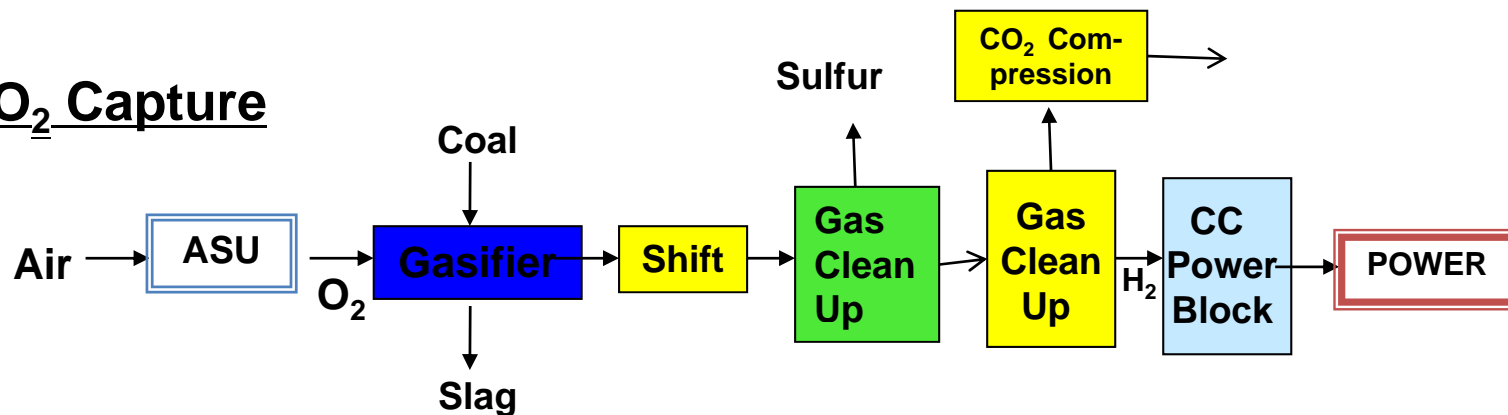 O₂ Capture
CO₂ Com-
pression
Sulfur
Coal
Air
ASU
O₂
Gasifier
Shift
Gas
Clean
Up
Gas
Clean
Up
H₂
CC
Power
Block
POWER
Slag